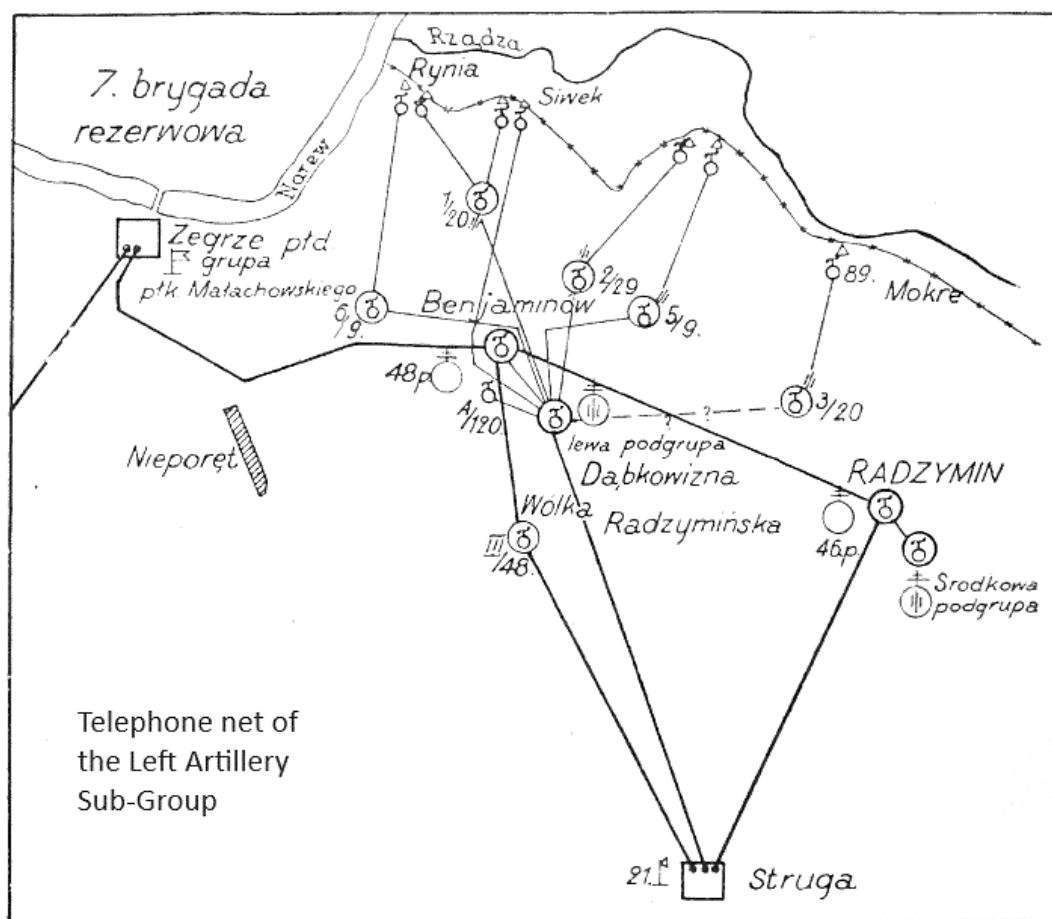 Rządza
Rynia
7. brygada
rezerwowa
Siwek
Narew
1/20
Zegrze płd.
grupa
płk. Małachowskiego
2/29
89.
Mokre
Benjaminów
6/9.
5/9.
48p
A/120.
3/20
lewa podgrupa
? ?
Nieporęt
Dąbkowizna
RADZYMIN
Wólka
Radzymińska
III/48.
46p.
Środkowa
podgrupa
Telephone net of
the Left Artillery
Sub-Group
21.
Struga